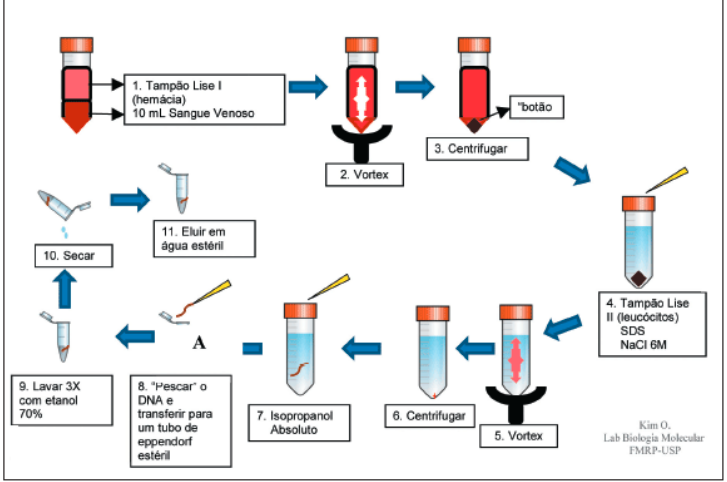 1. Tampão Lise I
(hemácia)
10 mL Sangue Venoso
2. Vortex
3. Centrifugar
"botão
4. Tampão Lise
II (leucócitos)
SDS
NaCl 6M
5. Vortex
6. Centrifugar
7. Isopropanol
Absoluto
A
8. "Pescar" o
DNA e
transferir para
um tubo de
eppendorf
estéril
9. Lavar 3X
com etanol
70%
10. Secar
11. Eluir em
água estéril
Kim O.
Lab Biologia Molecular
FMRP-USP